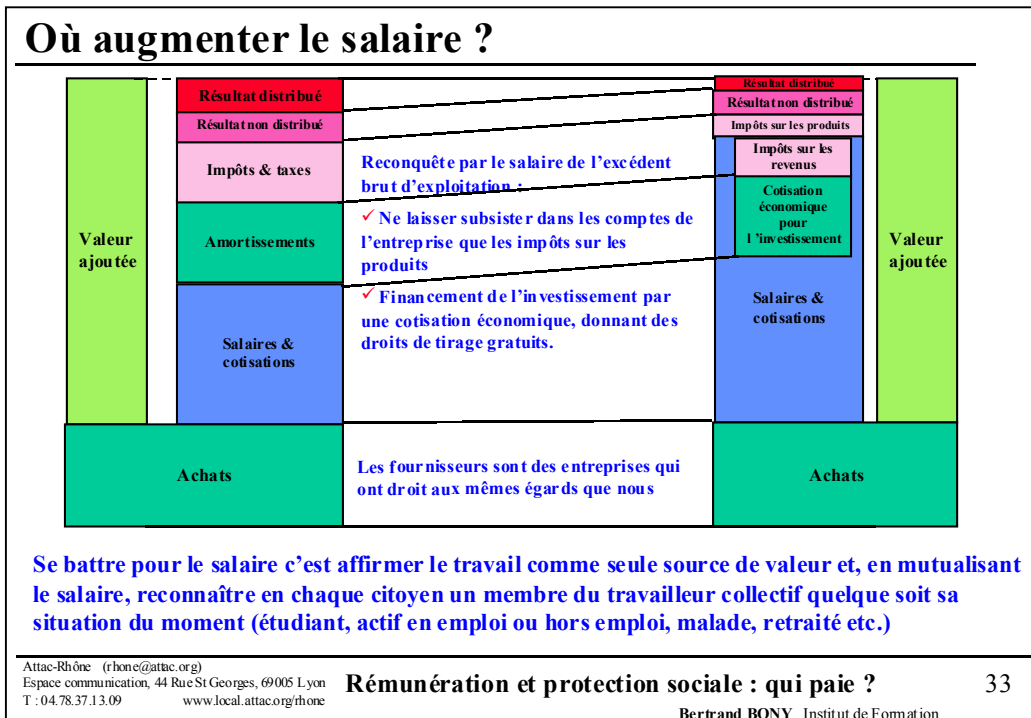 Où augmenter le salaire ?
Résultat distribué
Résultat non distribué
Impôts & taxes
Amortissements
Salaires &
cotisations
Valeur
ajoutée
Achats
Reconquête par le salaire de l'excédent
brut d'exploitation :
✓ Ne laisser subsister dans les comptes de
l'entreprise que les impôts sur les
produits
✓ Financement de l'investissement par
une cotisation économique, donnant des
droits de tirage gratuits.
Les fournisseurs sont des entreprises qui
ont droit aux mêmes égards que nous
Résultat distribué
Résultat non distribué
Impôts sur les produits
Impôts sur les
revenus
Cotisation
économique
pour
l 'investissement
Salaires &
cotisations
Valeur
ajoutée
Achats
Se battre pour le salaire c'est affirmer le travail comme seule source de valeur et, en mutualisant
le salaire, reconnaître en chaque citoyen un membre du travailleur collectif quelque soit sa
situation du moment (étudiant, actif en emploi ou hors emploi, malade, retraité etc.)
Attac-Rhône (rhone@attac.org)
Espace communication, 44 Rue St Georges, 69005 Lyon
T : 04.78.37.13.09 www.local.attac.org/rhone
Rémunération et protection sociale : qui paie ?
33
Bertrand BONY Institut de Formation